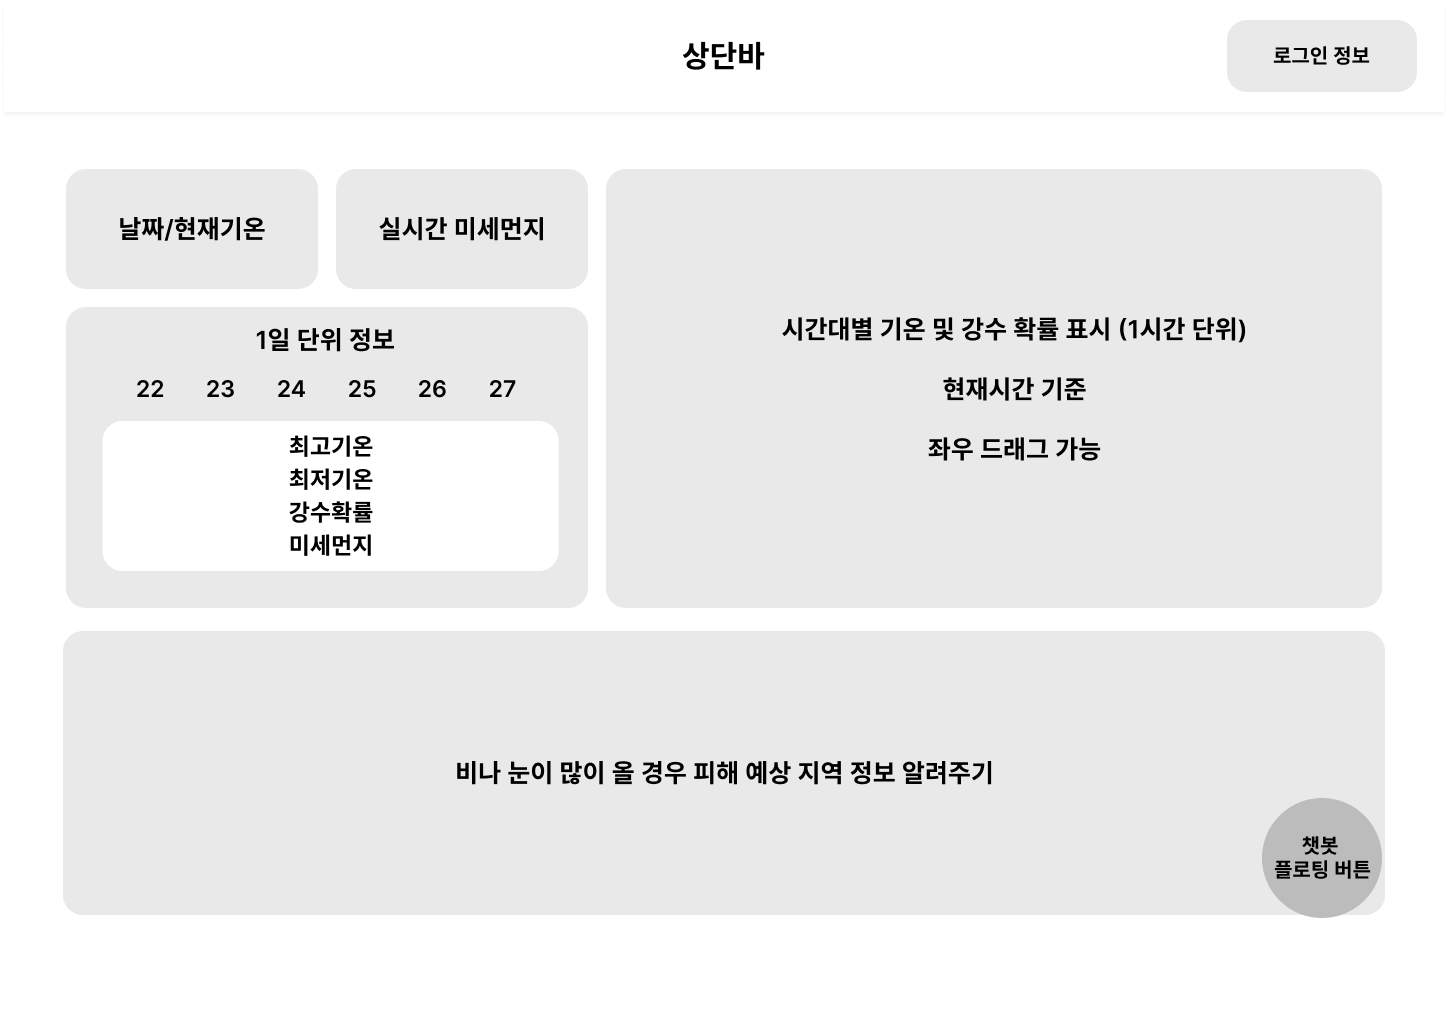 상단바
로그인 정보
날짜/현재기온
실시간 미세먼지
1일 단위 정보
22 23 24 25 26 27
최고기온
최저기온
강수확률
미세먼지
시간대별 기온 및 강수 확률 표시 (1시간 단위)
현재시간 기준
좌우 드래그 가능
비나 눈이 많이 올 경우 피해 예상 지역 정보 알려주기
챗봇
플로팅 버튼